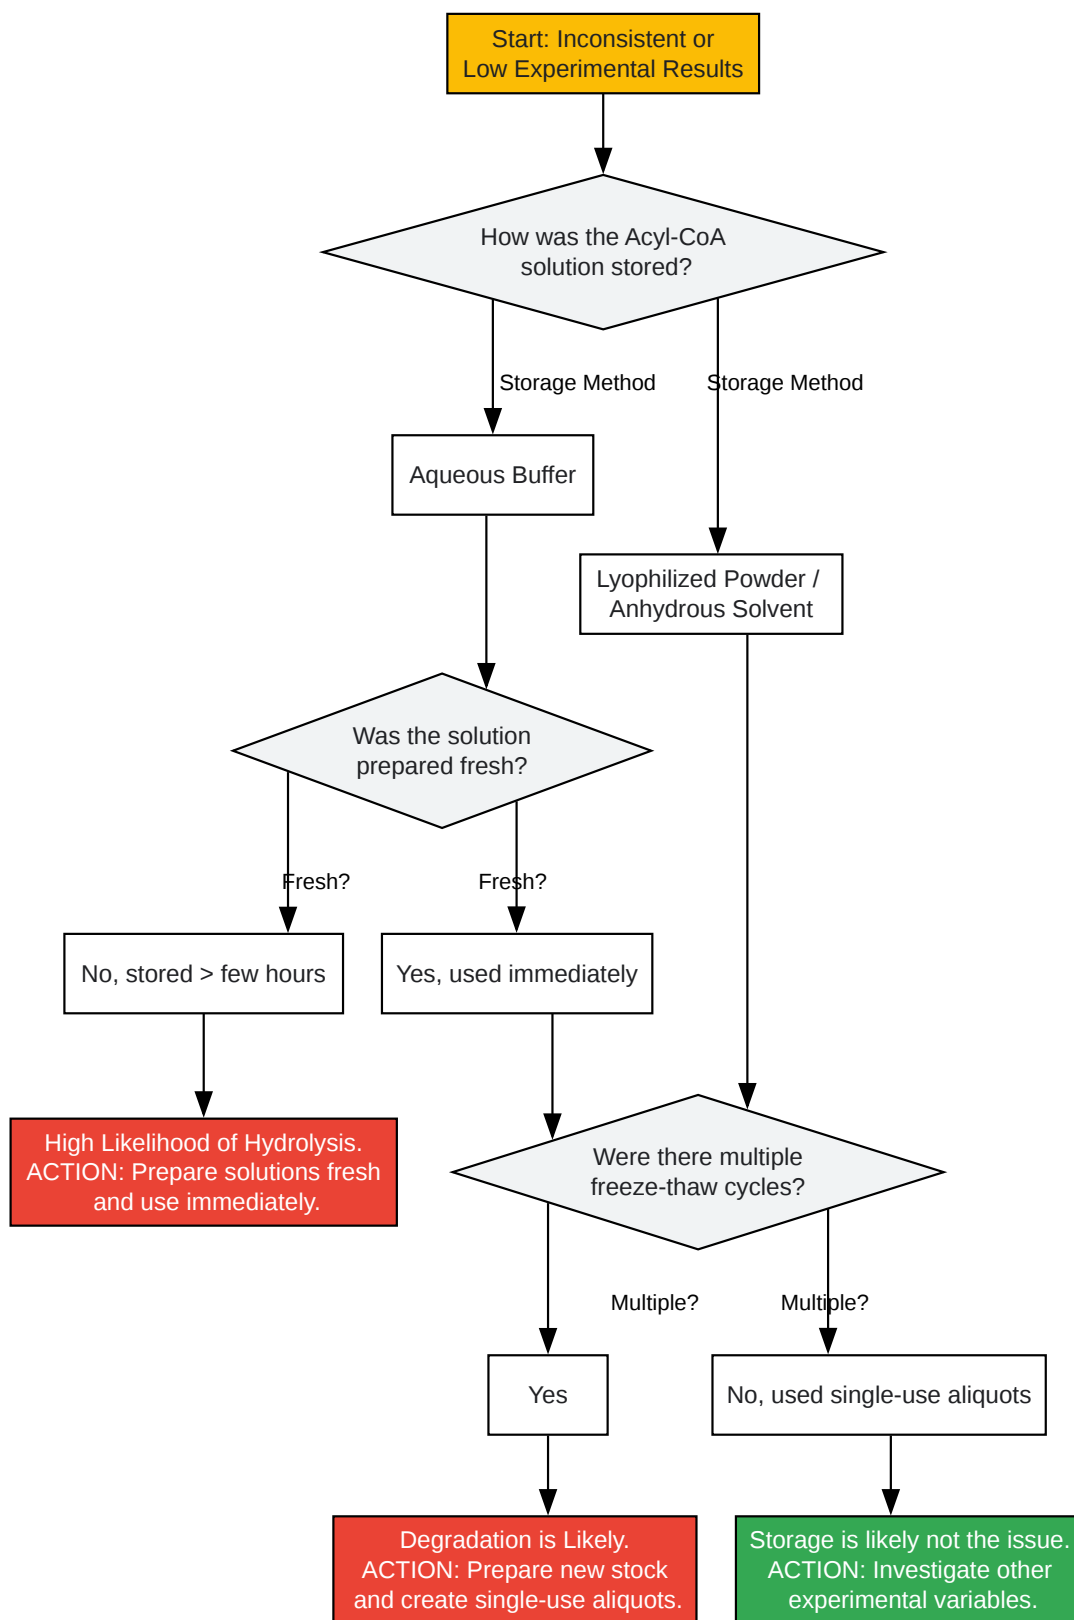 Start: Inconsistent or
Low Experimental Results
How was the Acyl-CoA
solution stored?
Storage Method
Storage Method
Aqueous Buffer
Lyophilized Powder /
Anhydrous Solvent
Was the solution
prepared fresh?
Fresh?
Fresh?
No, stored > few hours
Yes, used immediately
High Likelihood of Hydrolysis.
ACTION: Prepare solutions fresh
and use immediately.
Were there multiple
freeze-thaw cycles?
Multiple?
Multiple?
Yes
No, used single-use aliquots
Degradation is Likely.
ACTION: Prepare new stock
and create single-use aliquots.
Storage is likely not the issue.
ACTION: Investigate other
experimental variables.